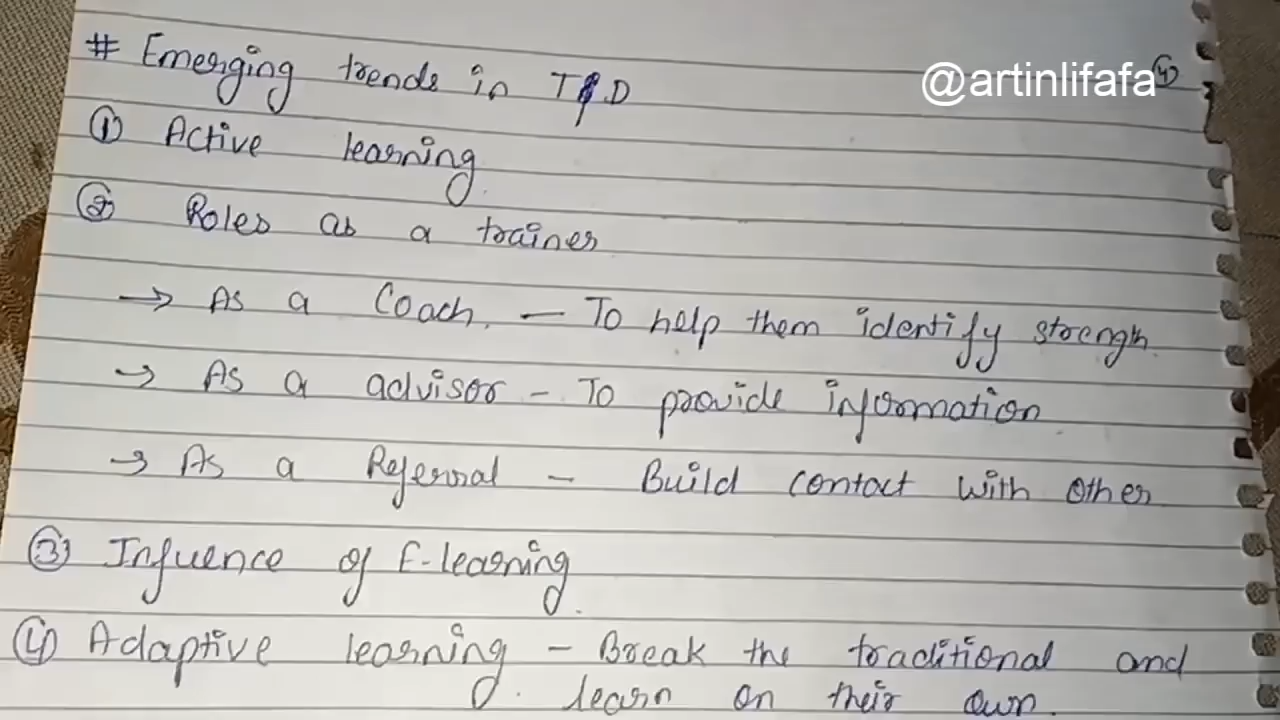 # Emerging trends in T&D
@artinlifafa
4
① Active learning.
② Roles as a trainer
→ As a Coach. — To help them identify strength.
→ As a advisor - To provide information
→ As a Referral - Build contact with other
③ Influence of E-learning.
④ Adaptive learning - Break the traditional and
learn on their own.